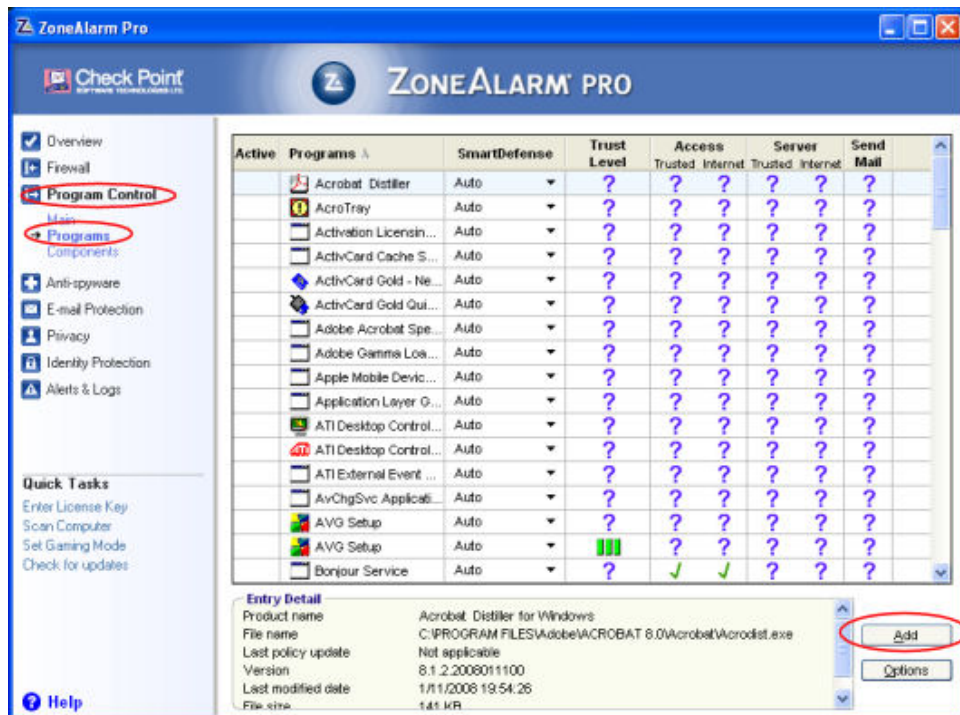 ZoneAlarm Pro
Check Point
SOFTWARE TECHNOLOGIES LTD.
ZONEALARM PRO
Overview
Firewall
Program Control
Main
Programs
Components
Anti-spyware
E-mail Protection
Privacy
Identity Protection
Alerts & Logs
Quick Tasks
Enter License Key
Scan Computer
Set Gaming Mode
Check for updates
Help
Active Programs SmartDefense Trust Level Access Server Send Mail
Trusted Internet Trusted Internet
Acrobat Distiller Auto ? ? ? ? ? ?
AcroTray Auto ? ? ? ? ? ?
Activation Licensin... Auto ? ? ? ? ? ?
ActivCard Cache S... Auto ? ? ? ? ? ?
ActivCard Gold - Ne... Auto ? ? ? ? ? ?
ActivCard Gold Qui... Auto ? ? ? ? ? ?
Adobe Acrobat Spe... Auto ? ? ? ? ? ?
Adobe Gamma Loa... Auto ? ? ? ? ? ?
Apple Mobile Devic... Auto ? ? ? ? ? ?
Application Layer G... Auto ? ? ? ? ? ?
ATI Desktop Control... Auto ? ? ? ? ? ?
ATI Desktop Control... Auto ? ? ? ? ? ?
ATI External Event ... Auto ? ? ? ? ? ?
AvChgSvc Applicati... Auto ? ? ? ? ? ?
AVG Setup Auto ? ? ? ? ? ?
AVG Setup Auto ? ? ? ? ?
Bonjour Service Auto ? ✓ ✓ ? ? ?
Entry Detail
Product name Acrobat Distiller for Windows
File name C:\PROGRAM FILES\Adobe\ACROBAT 8.0\Acrobat\Acrodist.exe
Last policy update Not applicable
Version 8.1.2.2008011100
Last modified date 1/11/2008 19:54:26
File size 141 KB
Add
Options